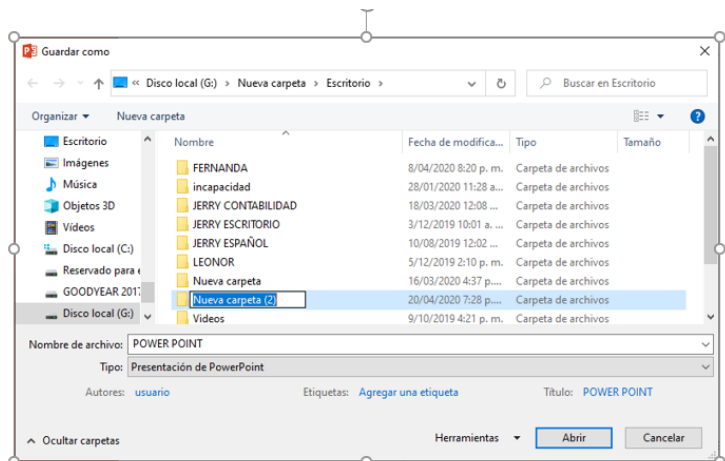 Guardar como
« Disco local (G:) › Nueva carpeta › Escritorio ›
Buscar en Escritorio
Organizar
Nueva carpeta
Escritorio
Imágenes
Música
Objetos 3D
Vídeos
Disco local (C:)
Reservado para
GOODYEAR 2017
Disco local (G:)
Nombre Fecha de modifica... Tipo Tamaño
FERNANDA 8/04/2020 8:20 p. m. Carpeta de archivos
incapacidad 28/01/2020 11:28 a... Carpeta de archivos
JERRY CONTABILIDAD 18/03/2020 12:08 ... Carpeta de archivos
JERRY ESCRITORIO 3/12/2019 10:01 a. ... Carpeta de archivos
JERRY ESPAÑOL 10/08/2019 12:02 ... Carpeta de archivos
LEONOR 5/12/2019 2:10 p. m. Carpeta de archivos
Nueva carpeta 16/03/2020 4:37 p.... Carpeta de archivos
Nueva carpeta (2) 20/04/2020 7:28 p.... Carpeta de archivos
Videos 9/10/2019 4:21 p. m. Carpeta de archivos
Nombre de archivo: POWER POINT
Tipo: Presentación de PowerPoint
Autores: usuario
Etiquetas: Agregar una etiqueta
Título: POWER POINT
Ocultar carpetas
Herramientas
Abrir
Cancelar